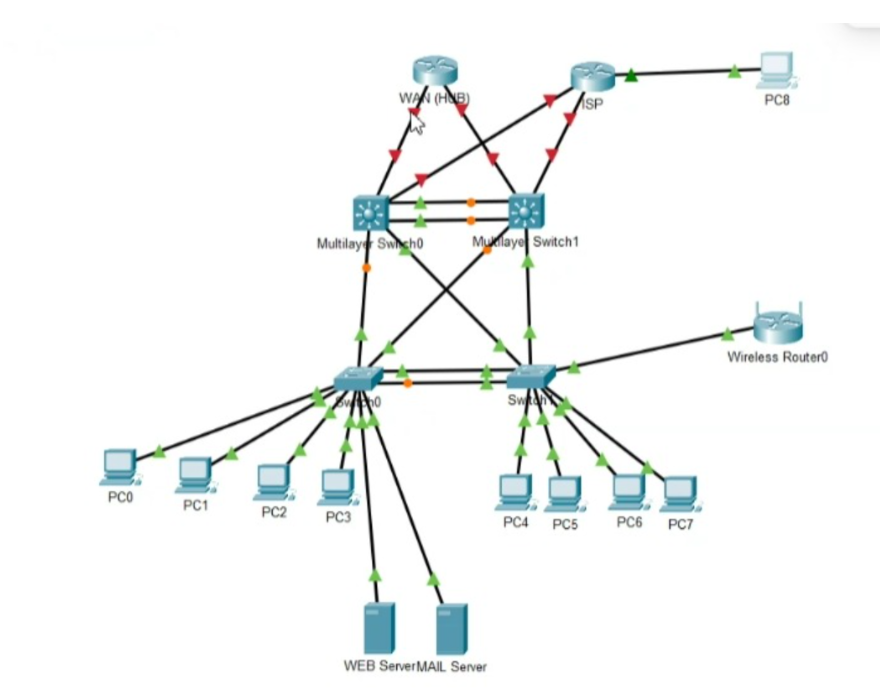 WAN (HUB)
ISP
PC8
Multilayer Switch0
Multilayer Switch1
Wireless Router0
Switch0
Switch1
PC0
PC1
PC2
PC3
PC4
PC5
PC6
PC7
WEB Server
MAIL Server